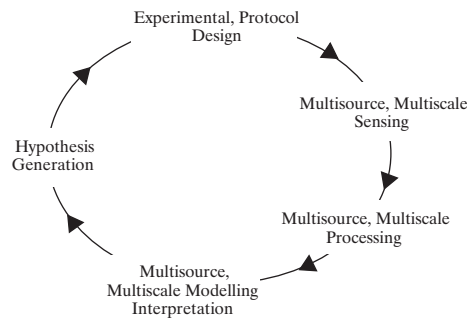 Experimental, Protocol
Design
Multisource, Multiscale
Sensing
Multisource, Multiscale
Processing
Multisource,
Multiscale Modelling
Interpretation
Hypothesis
Generation